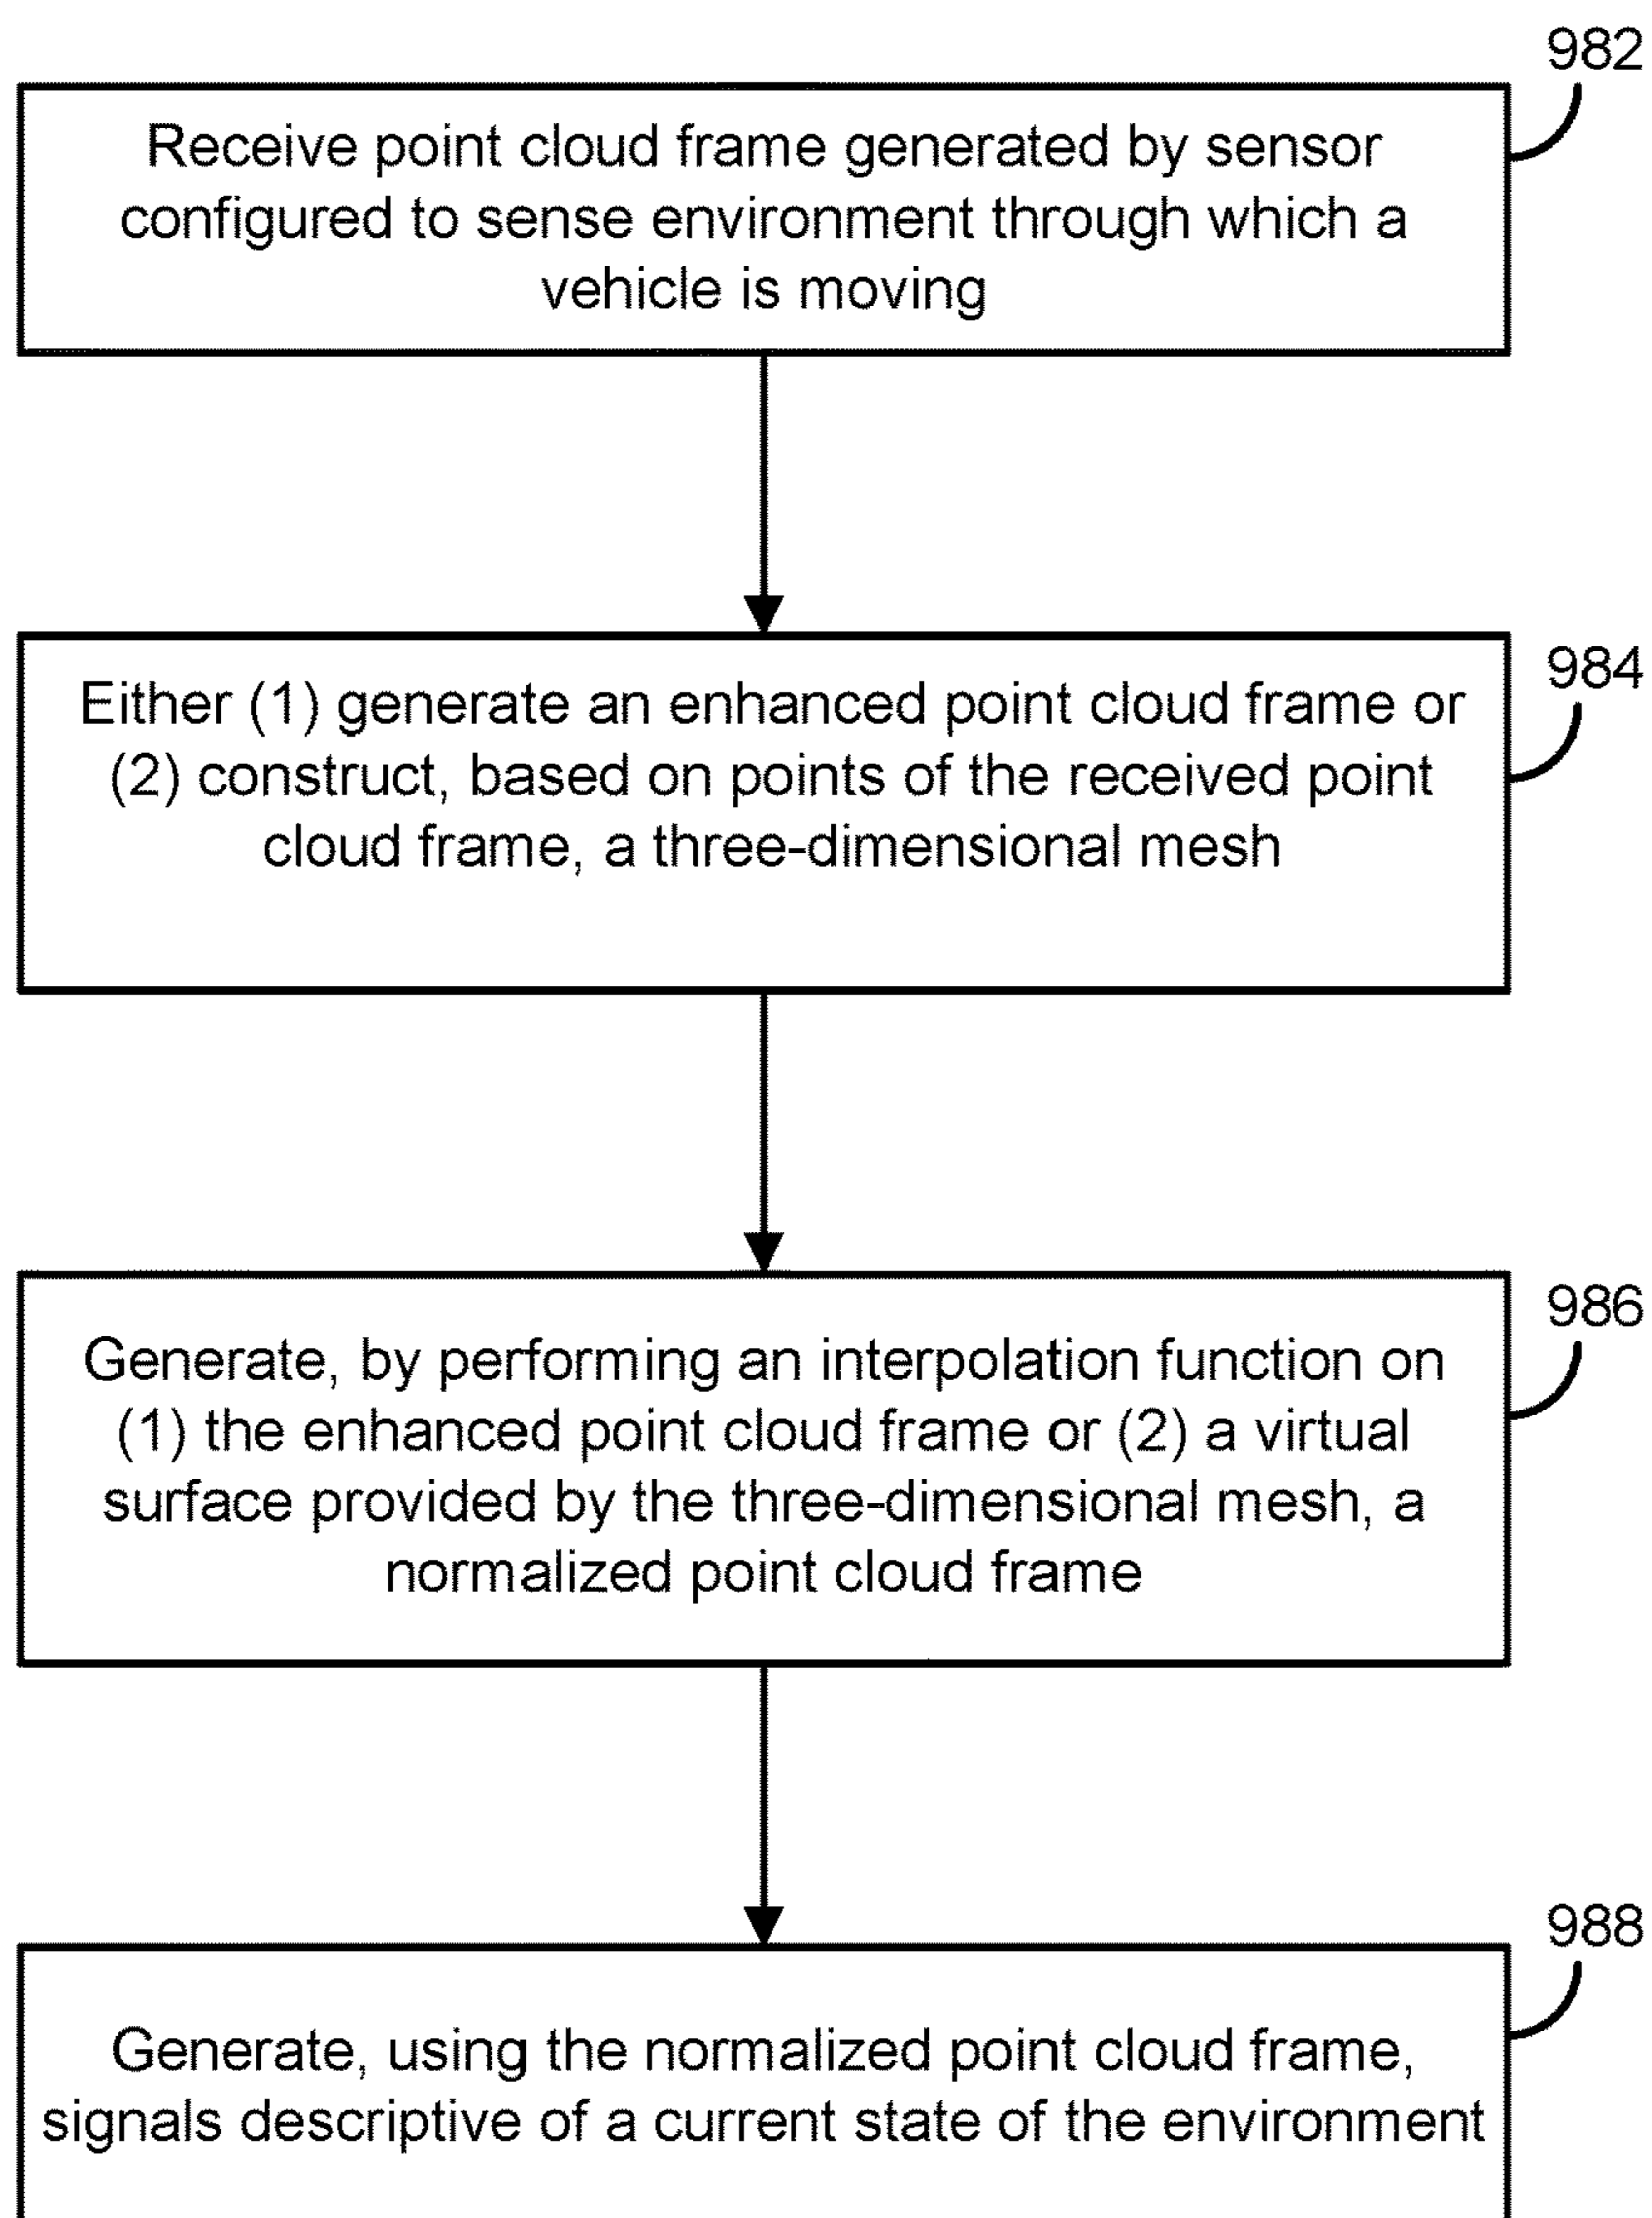 982
Receive point cloud frame generated by sensor
configured to sense environment through which a
vehicle is moving
984
Either (1) generate an enhanced point cloud frame or
(2) construct, based on points of the received point
cloud frame, a three-dimensional mesh
986
Generate, by performing an interpolation function on
(1) the enhanced point cloud frame or (2) a virtual
surface provided by the three-dimensional mesh, a
normalized point cloud frame
988
Generate, using the normalized point cloud frame,
signals descriptive of a current state of the environment